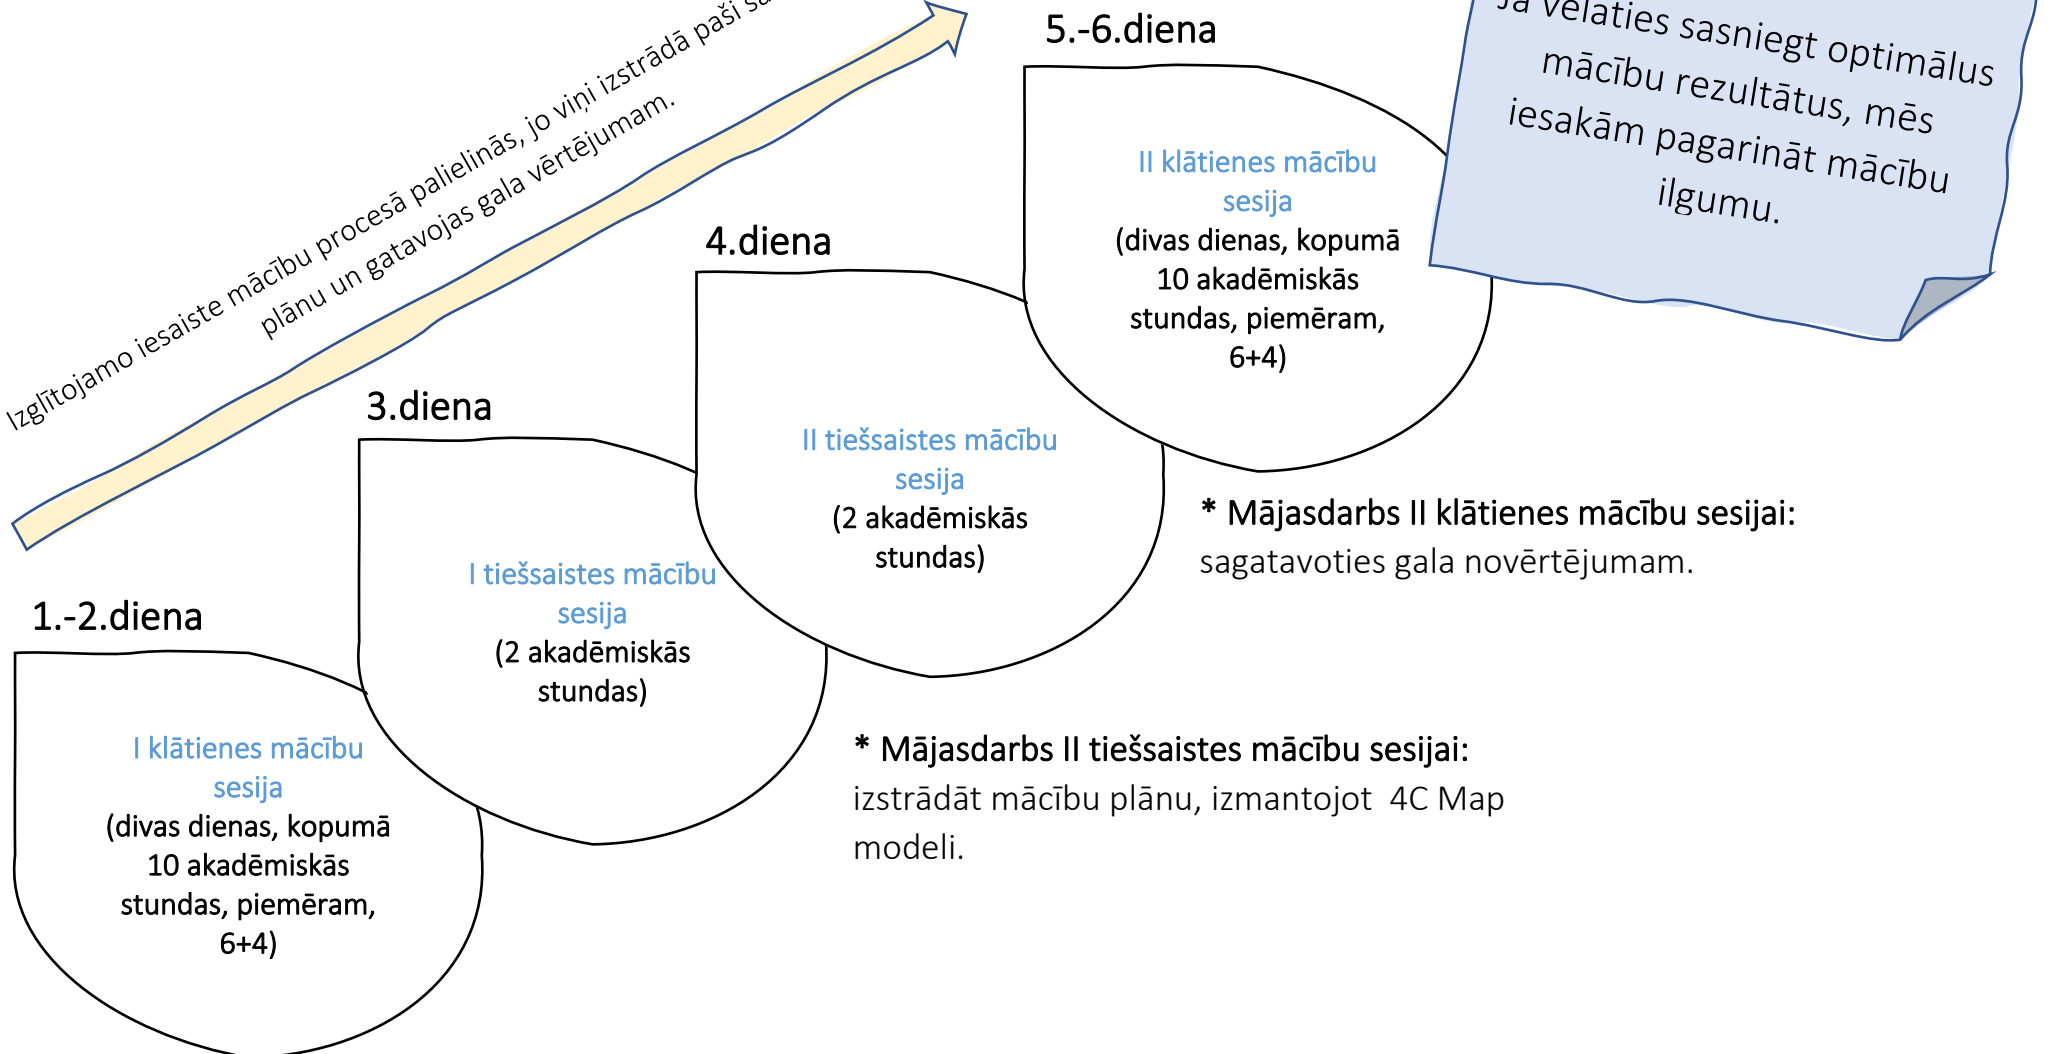 Izglītojamo iesaiste mācību procesā palielinās, jo viņi izstrādā paši
plānu un gatavojas gala vērtējumam.
5.-6.diena
Ja vēlaties sasniegt optimālus
mācību rezultātus, mēs
iesakām pagarināt mācību
ilgumu.
II klātienes mācību
sesija
(divas dienas, kopumā
10 akadēmiskās
stundas, piemēram,
6+4)
4.diena
II tiešsaistes mācību
sesija
(2 akadēmiskās
stundas)
* Mājasdarbs II klātienes mācību sesijai:
sagatavoties gala novērtējumam.
3.diena
I tiešsaistes mācību
sesija
(2 akadēmiskās
stundas)
* Mājasdarbs II tiešsaistes mācību sesijai:
izstrādāt mācību plānu, izmantojot  4C Map
modeli.
1.-2.diena
I klātienes mācību
sesija
(divas dienas, kopumā
10 akadēmiskās
stundas, piemēram,
6+4)